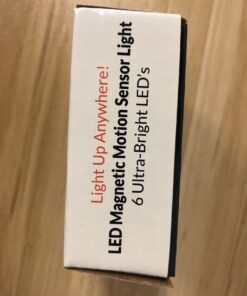 Light Up Anywhere!
LED Magnetic Motion Sensor Light
6 Ultra-Bright LED's